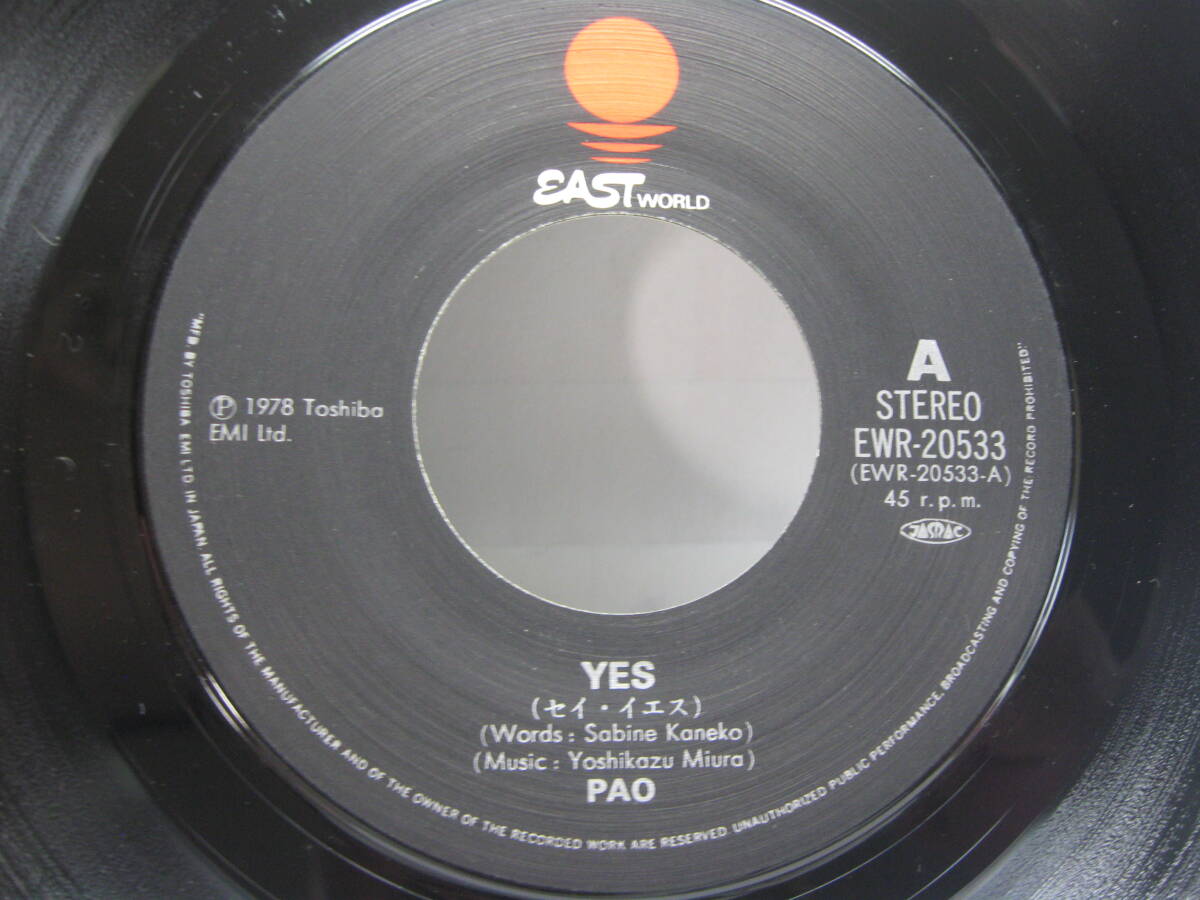 EAST WORLD
℗ 1978 Toshiba
EMI Ltd.
A
STEREO
EWR-20533
(EWR-20533-A)
45 r.p.m.
JASRAC
YES
(セイ・イエス)
(Words : Sabine Kaneko)
(Music : Yoshikazu Miura)
PAO
"MFD. BY TOSHIBA EMI LTD. IN JAPAN. ALL RIGHTS OF THE MANUFACTURER AND OF THE OWNER OF THE RECORDED WORK ARE RESERVED. UNAUTHORIZED PUBLIC PERFORMANCE, BROADCASTING AND COPYING OF THE RECORD PROHIBITED."